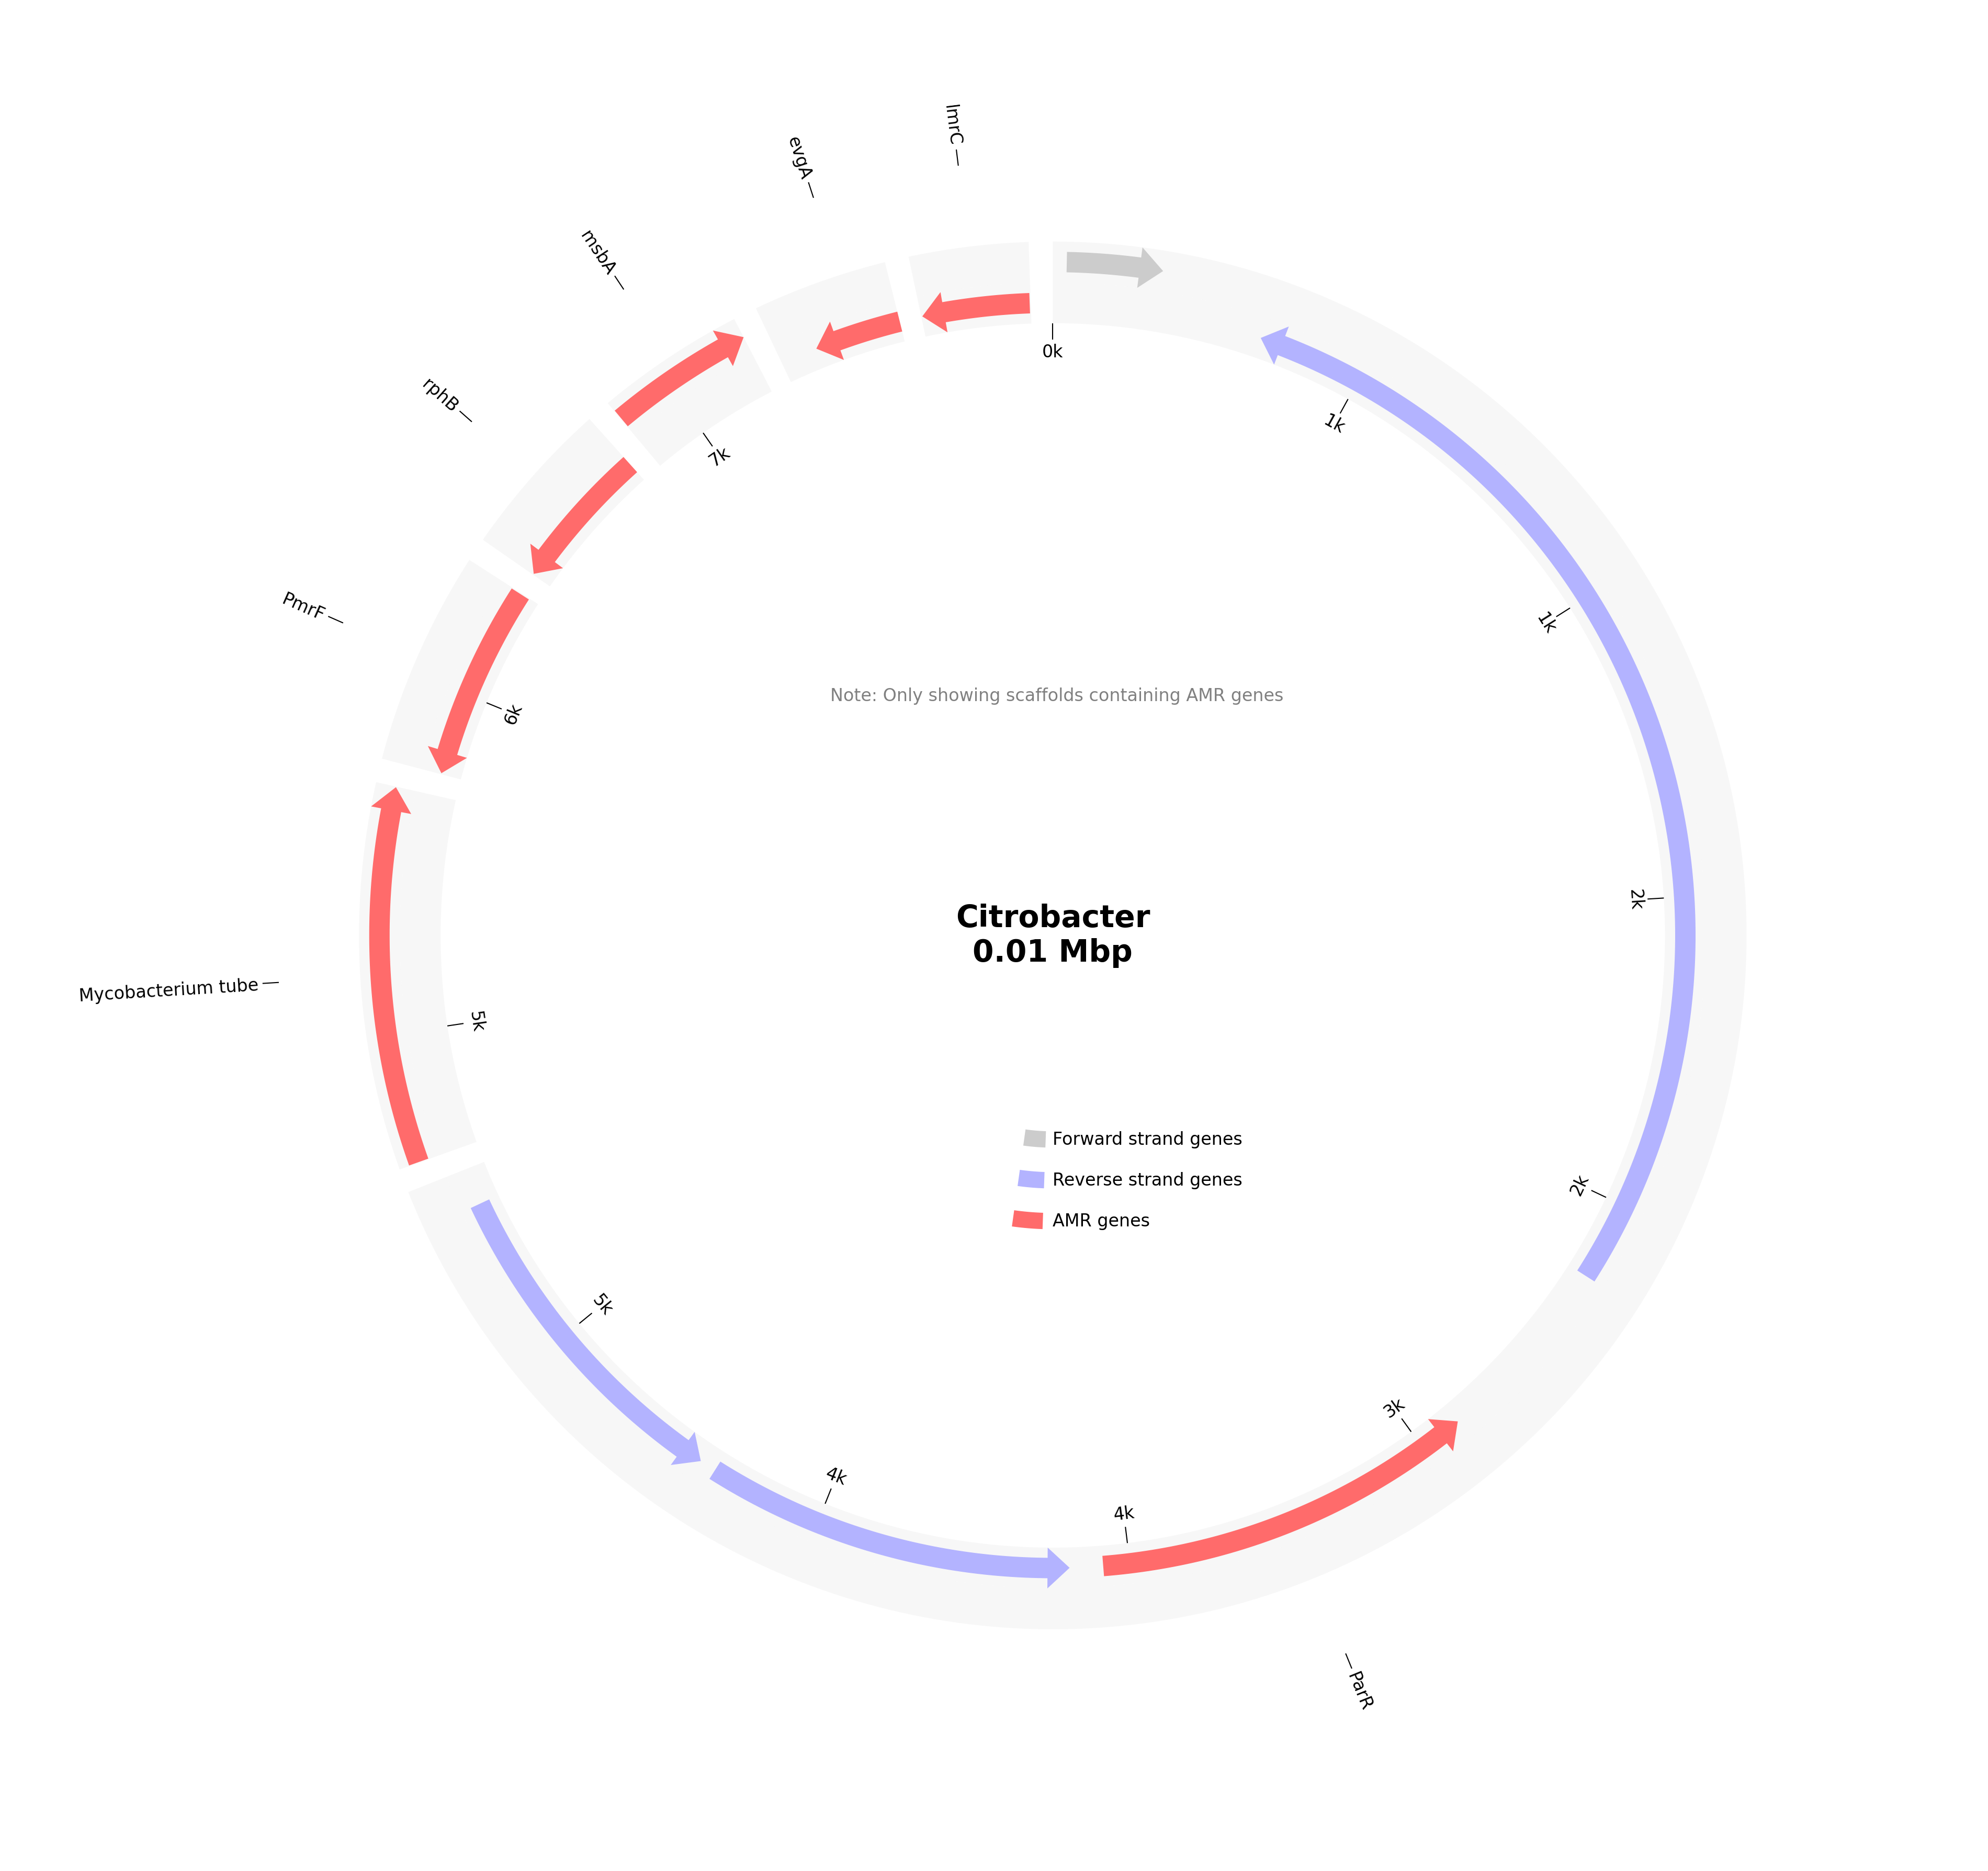 lmrC
evgA
msbA
rphB
PmrF
Mycobacterium tube
ParR
0k
1k
1k
2k
2k
3k
4k
4k
5k
5k
6k
7k
Note: Only showing scaffolds containing AMR genes
Citrobacter
0.01 Mbp
Forward strand genes
Reverse strand genes
AMR genes